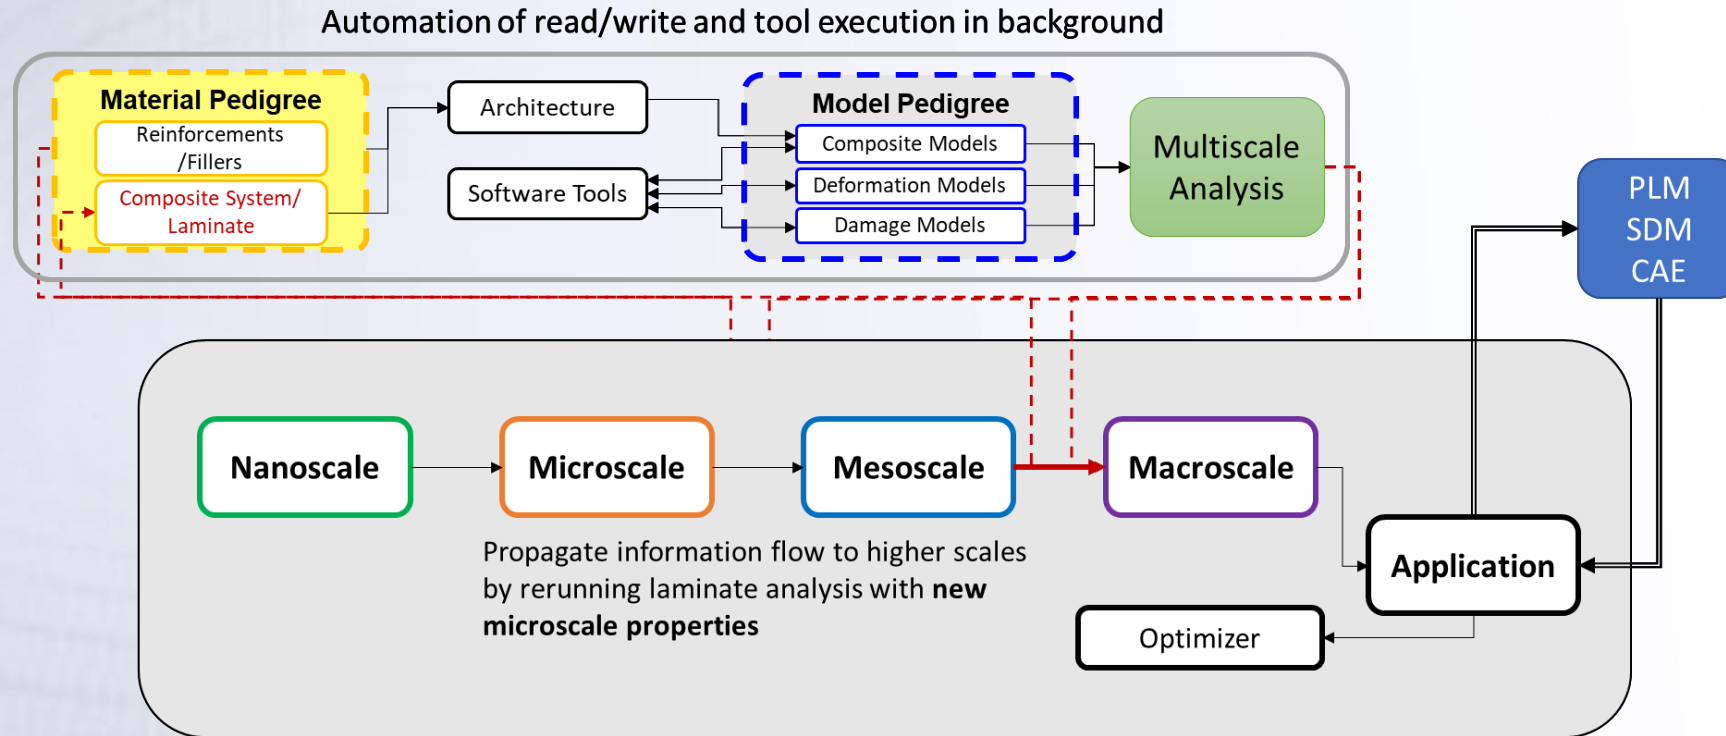 Automation of read/write and tool execution in background
Material Pedigree
Reinforcements
/Fillers
Composite System/
Laminate
Architecture
Software Tools
Model Pedigree
Composite Models
Deformation Models
Damage Models
Multiscale
Analysis
PLM
SDM
CAE
Nanoscale
Microscale
Mesoscale
Macroscale
Propagate information flow to higher scales
by rerunning laminate analysis with new
microscale properties
Application
Optimizer